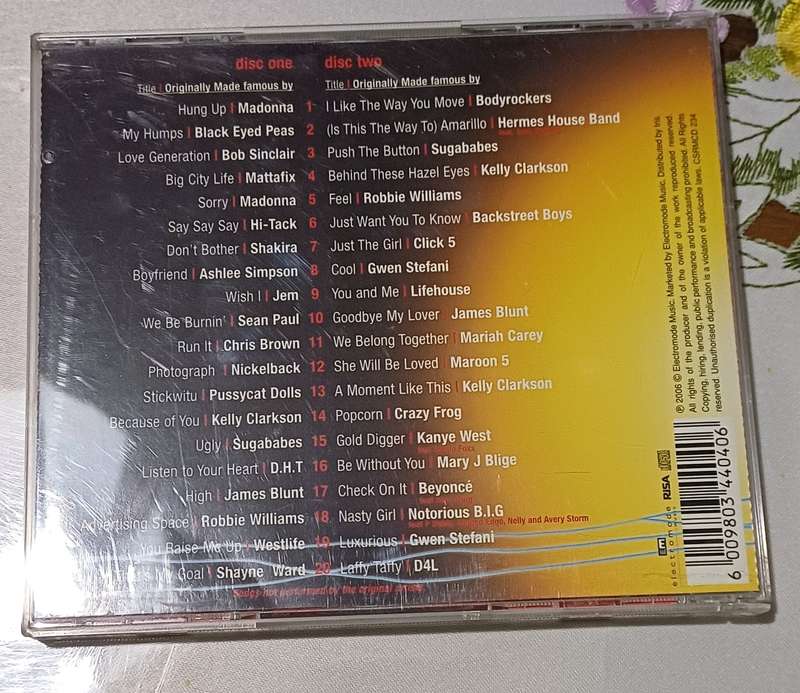 disc one
Title | Originally Made famous by
Hung Up | Madonna 1
My Humps | Black Eyed Peas 2
Love Generation | Bob Sinclair 3
Big City Life | Mattafix 4
Sorry | Madonna 5
Say Say Say | Hi-Tack 6
Don't Bother | Shakira 7
Boyfriend | Ashlee Simpson 8
Wish I | Jem 9
We Be Burnin' | Sean Paul 10
Run It | Chris Brown 11
Photograph | Nickelback 12
Stickwitu | Pussycat Dolls 13
Because of You | Kelly Clarkson 14
Ugly | Sugababes 15
Listen to Your Heart | D.H.T 16
High | James Blunt 17
Advertising Space | Robbie Williams 18
You Raise Me Up | Westlife 19
My Goal | Shayne Ward 20
disc two
Title | Originally Made famous by
I Like The Way You Move | Bodyrockers
(Is This The Way To) Amarillo | Hermes House Band
Push The Button | Sugababes
Behind These Hazel Eyes | Kelly Clarkson
Feel | Robbie Williams
Just Want You To Know | Backstreet Boys
Just The Girl | Click 5
Cool | Gwen Stefani
You and Me | Lifehouse
Goodbye My Lover | James Blunt
We Belong Together | Mariah Carey
She Will Be Loved | Maroon 5
A Moment Like This | Kelly Clarkson
Popcorn | Crazy Frog
Gold Digger | Kanye West
Be Without You | Mary J Blige
Check On It | Beyoncé
Nasty Girl | Notorious B.I.G
feat P Diddy, Jagged Edge, Nelly and Avery Storm
Luxurious | Gwen Stefani
Laffy Taffy | D4L
Songs not performed by the original artists
℗ 2006 © Electromode Music. Marketed by Electromode Music. Distributed by Iris.
All rights of the producer and of the owner of the work reproduced reserved.
Copying, hiring, lending, public performance and broadcasting prohibited. All Rights
reserved. Unauthorised duplication is a violation of applicable laws. CSRMCD 234
EM
electromode
RISA
6 009803 440406